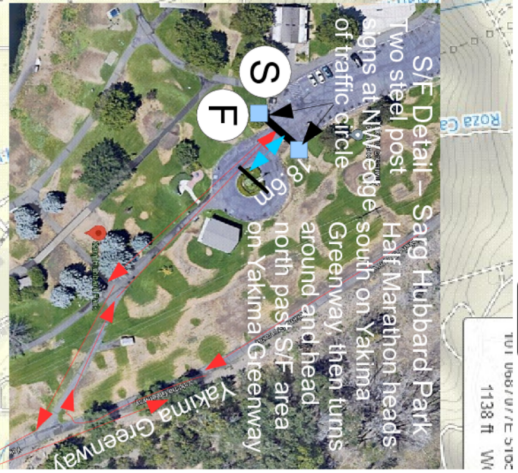 S/F Detail – Sarg Hubbard Park
Two steel post
signs at NW edge
of traffic circle
Half Marathon heads
south on Yakima
Greenway, then turns
around and head
north past S/F area
on Yakima Greenway
S
F
78.6m
Yakima Greenway
Roza Ca
1138 ft